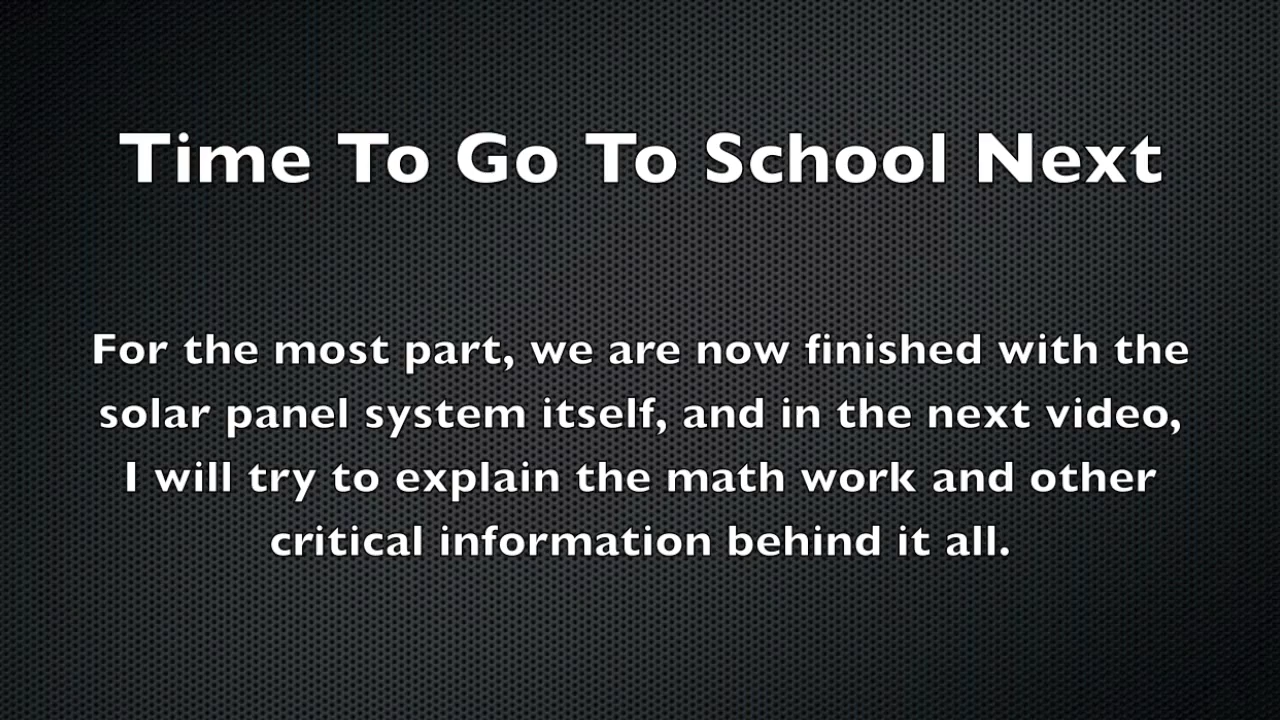 Time To Go To School Next
For the most part, we are now finished with the
solar panel system itself, and in the next video,
I will try to explain the math work and other
critical information behind it all.